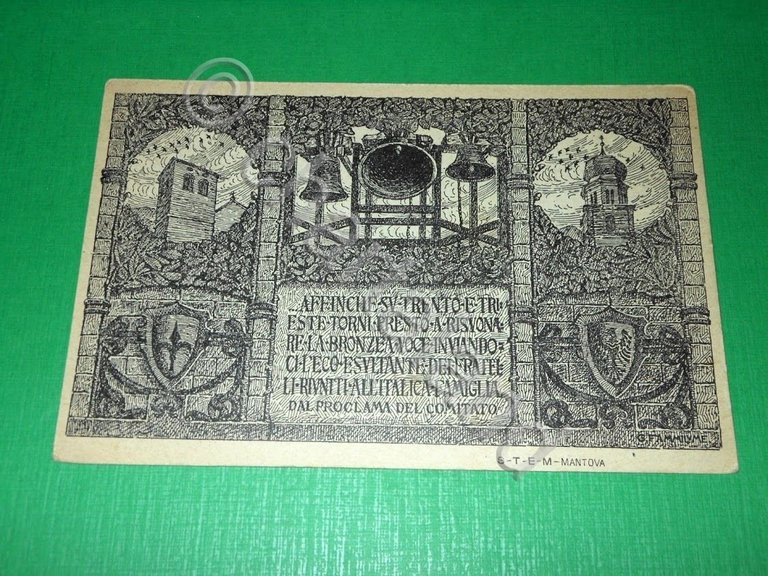 AFFINCHE·SV·TRENTO·E·TRI-
ESTE·TORNI·PRESTO·A·RISVONA-
RE·LA·BRONZEA·VOCE·INVIANDO-
CI·L'ECO·ESVLTANTE·DEI·FRATEL-
LI·RIVNITI·ALL'ITALICA·FAMIGLIA
DAL PROCLAMA DEL COMITATO
S-T-E-M-MANTOVA